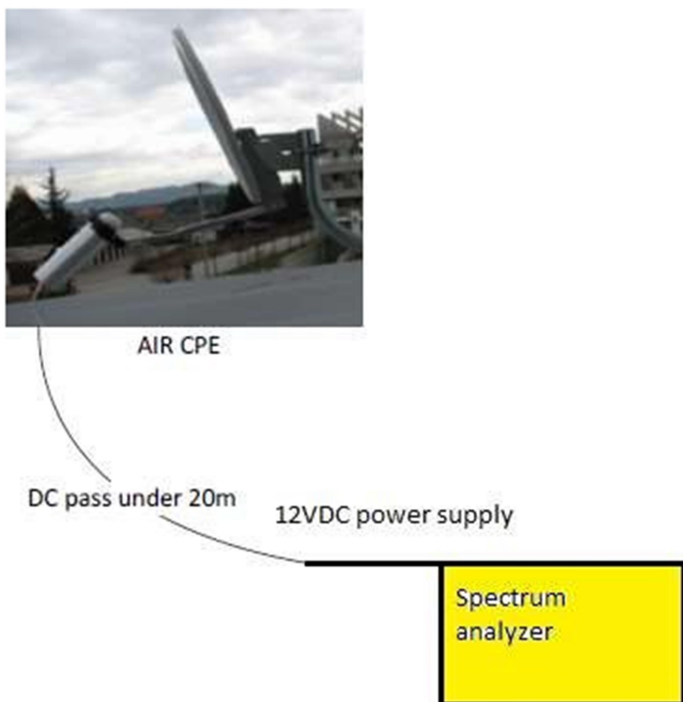 AIR CPE
DC pass under 20m
12VDC power supply
Spectrum
analyzer